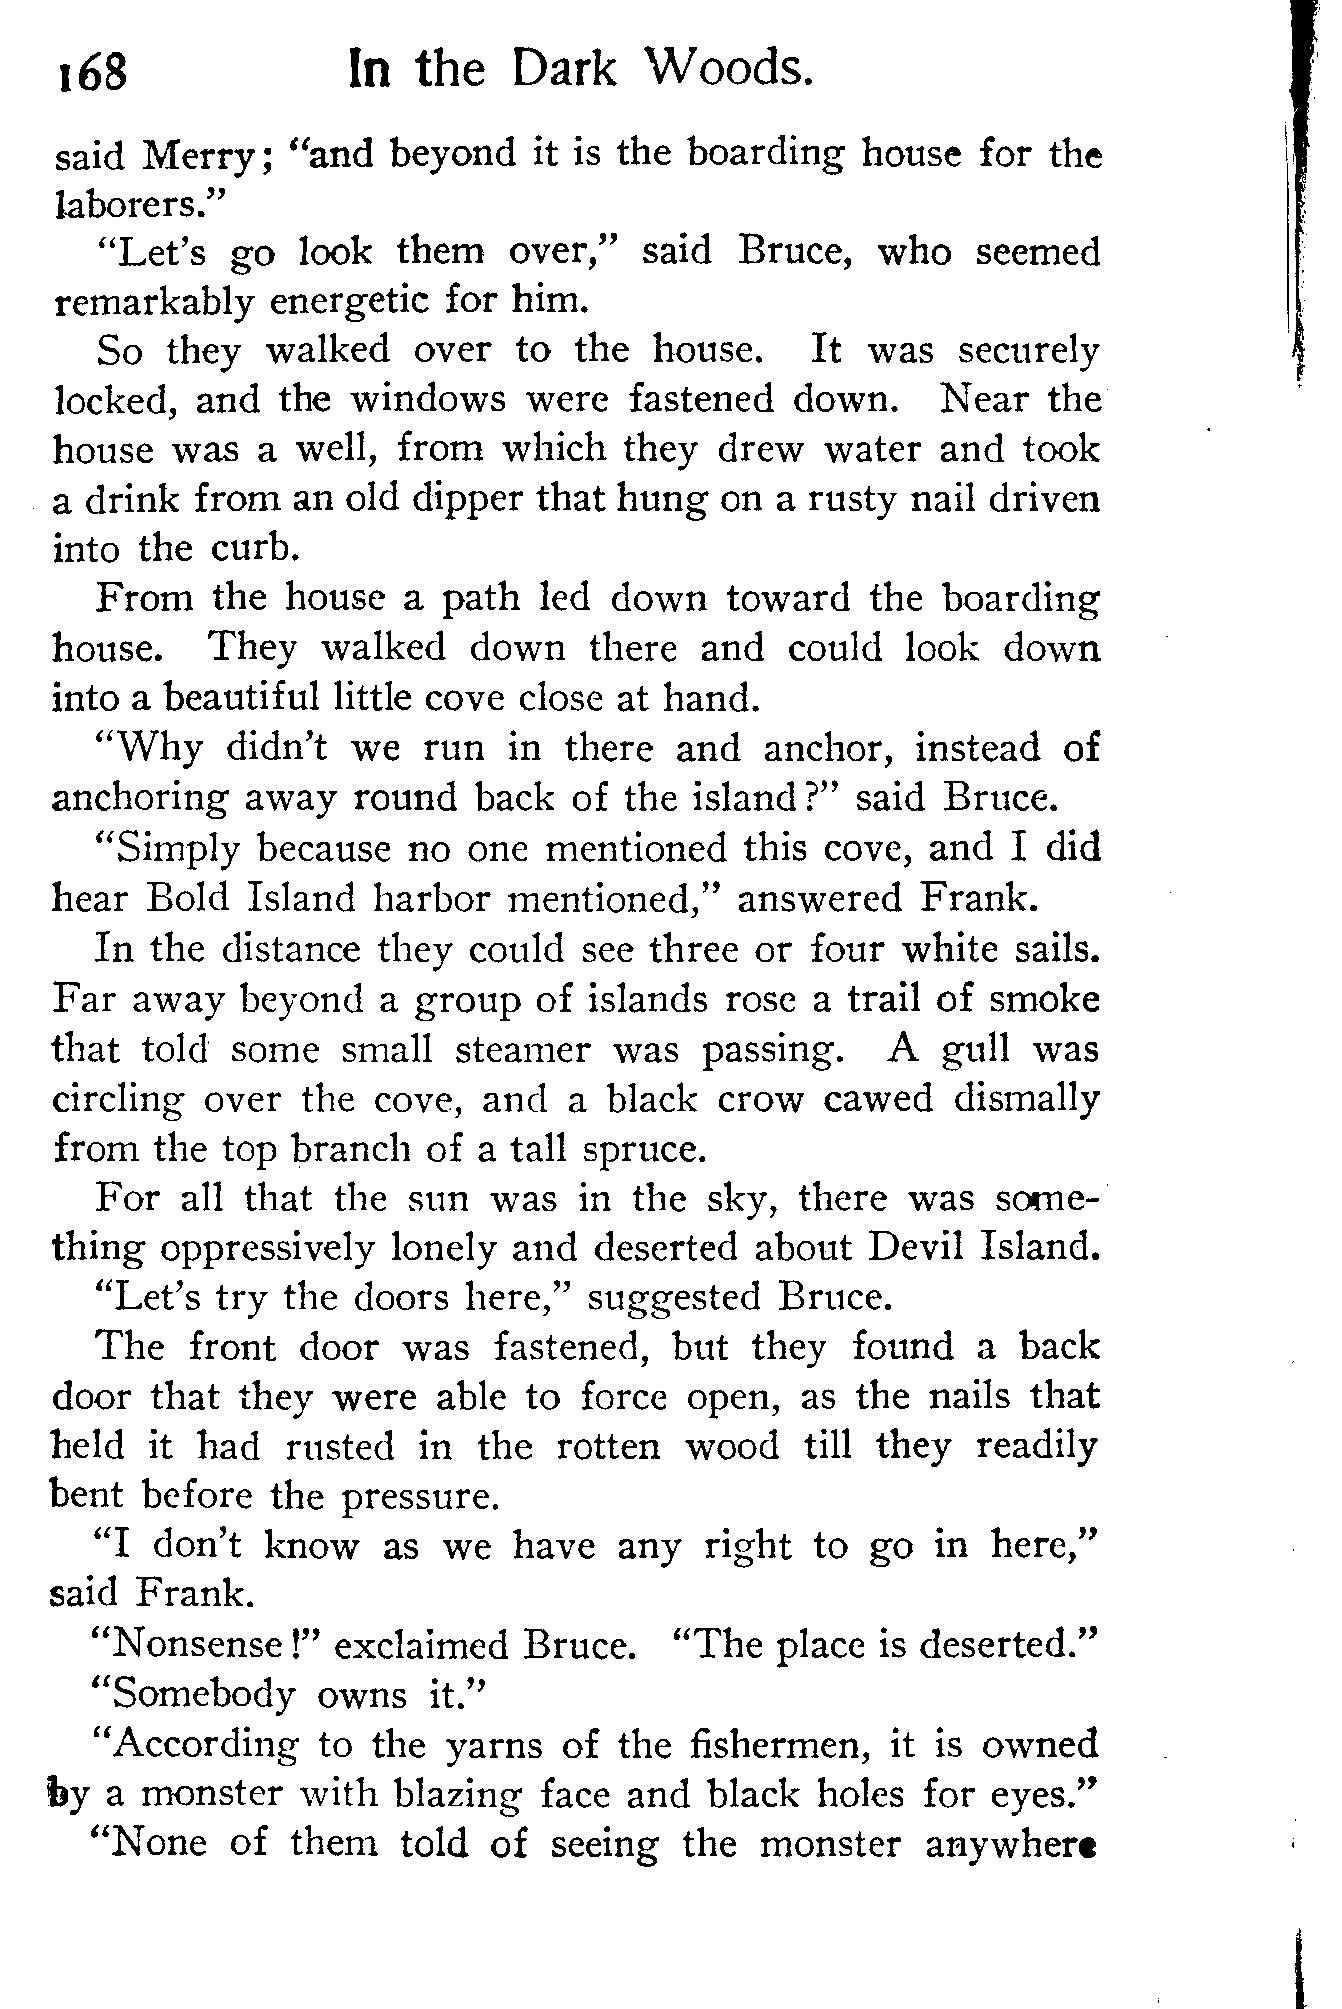 168 In the Dark Woods.
said Merry; “and beyond it is the boarding house for the
laborers.”
“Let’s go look them over,” said Bruce, who seemed
remarkably energetic for him.
So they walked over to the house. It was securely
locked, and the windows were fastened down. Near the
house was a well, from which they drew water and took
a drink from an old dipper that hung on a rusty nail driven
into the curb.
From the house a path led down toward the boarding
house. They walked down there and could look down
into a beautiful little cove close at hand.
“Why didn’t we run in there and anchor, instead of
anchoring away round back of the island?” said Bruce.
“Simply because no one mentioned this cove, and I did
hear Bold Island harbor mentioned,” answered Frank.
In the distance they could see three or four white sails.
Far away beyond a group of islands rose a trail of smoke
that told some small steamer was passing. A gull was
circling over the cove, and a black crow cawed dismally
from the top branch of a tall spruce.
For all that the sun was in the sky, there was some-
thing oppressively lonely and deserted about Devil Island.
“Let’s try the doors here,” suggested Bruce.
The front door was fastened, but they found a back
door that they were able to force open, as the nails that
held it had rusted in the rotten wood till they readily
bent before the pressure.
“I don’t know as we have any right to go in here,”
said Frank.
“Nonsense!” exclaimed Bruce. “The place is deserted.”
“Somebody owns it.”
“According to the yarns of the fishermen, it is owned
by a monster with blazing face and black holes for eyes.”
“None of them told of seeing the monster anywhere